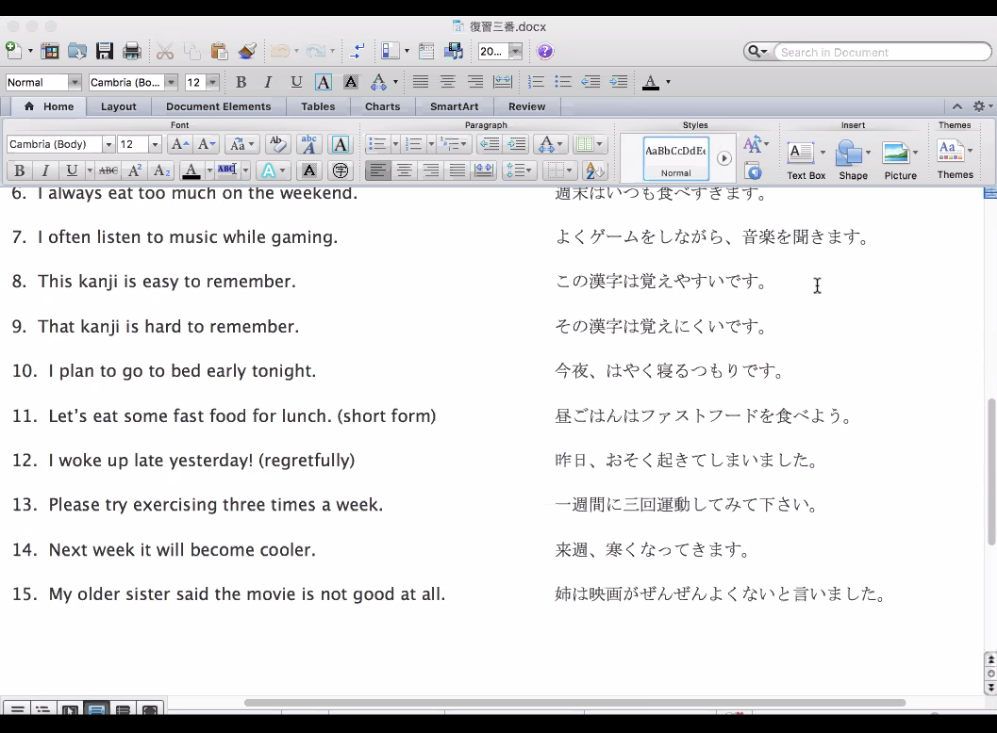 復習三番.docx
20...
Search in Document
Normal Cambria (Bo... 12 B I U A A A A
Home Layout Document Elements Tables Charts SmartArt Review
Font Paragraph Styles Insert Themes
Cambria (Body) 12 A A Aa Ab abc A A
AaBbCcDdEe
Normal
Text Box Shape Picture Themes
B I U ABC A² A₂ A ABC A A 字
6. I always eat too much on the weekend. 週末はいつも食べすきます。
7. I often listen to music while gaming. よくゲームをしながら、音楽を聞きます。
8. This kanji is easy to remember. この漢字は覚えやすいです。
9. That kanji is hard to remember. その漢字は覚えにくいです。
10. I plan to go to bed early tonight. 今夜、はやく寝るつもりです。
11. Let’s eat some fast food for lunch. (short form) 昼ごはんはファストフードを食べよう。
12. I woke up late yesterday! (regretfully) 昨日、おそく起きてしまいました。
13. Please try exercising three times a week. 一週間に三回運動してみて下さい。
14. Next week it will become cooler. 来週、寒くなってきます。
15. My older sister said the movie is not good at all. 姉は映画がぜんぜんよくないと言いました。